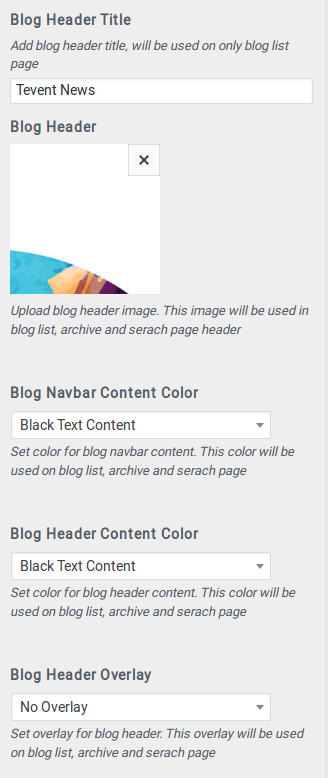 Blog Header Title
Add blog header title, will be used on only blog list
page
Tevent News
Blog Header
Upload blog header image. This image will be used in
blog list, archive and serach page header
Blog Navbar Content Color
Black Text Content
Set color for blog navbar content. This color will be
used on blog list, archive and serach page
Blog Header Content Color
Black Text Content
Set color for blog header content. This color will be
used on blog list, archive and serach page
Blog Header Overlay
No Overlay
Set overlay for blog header. This overlay will be used
on blog list, archive and serach page